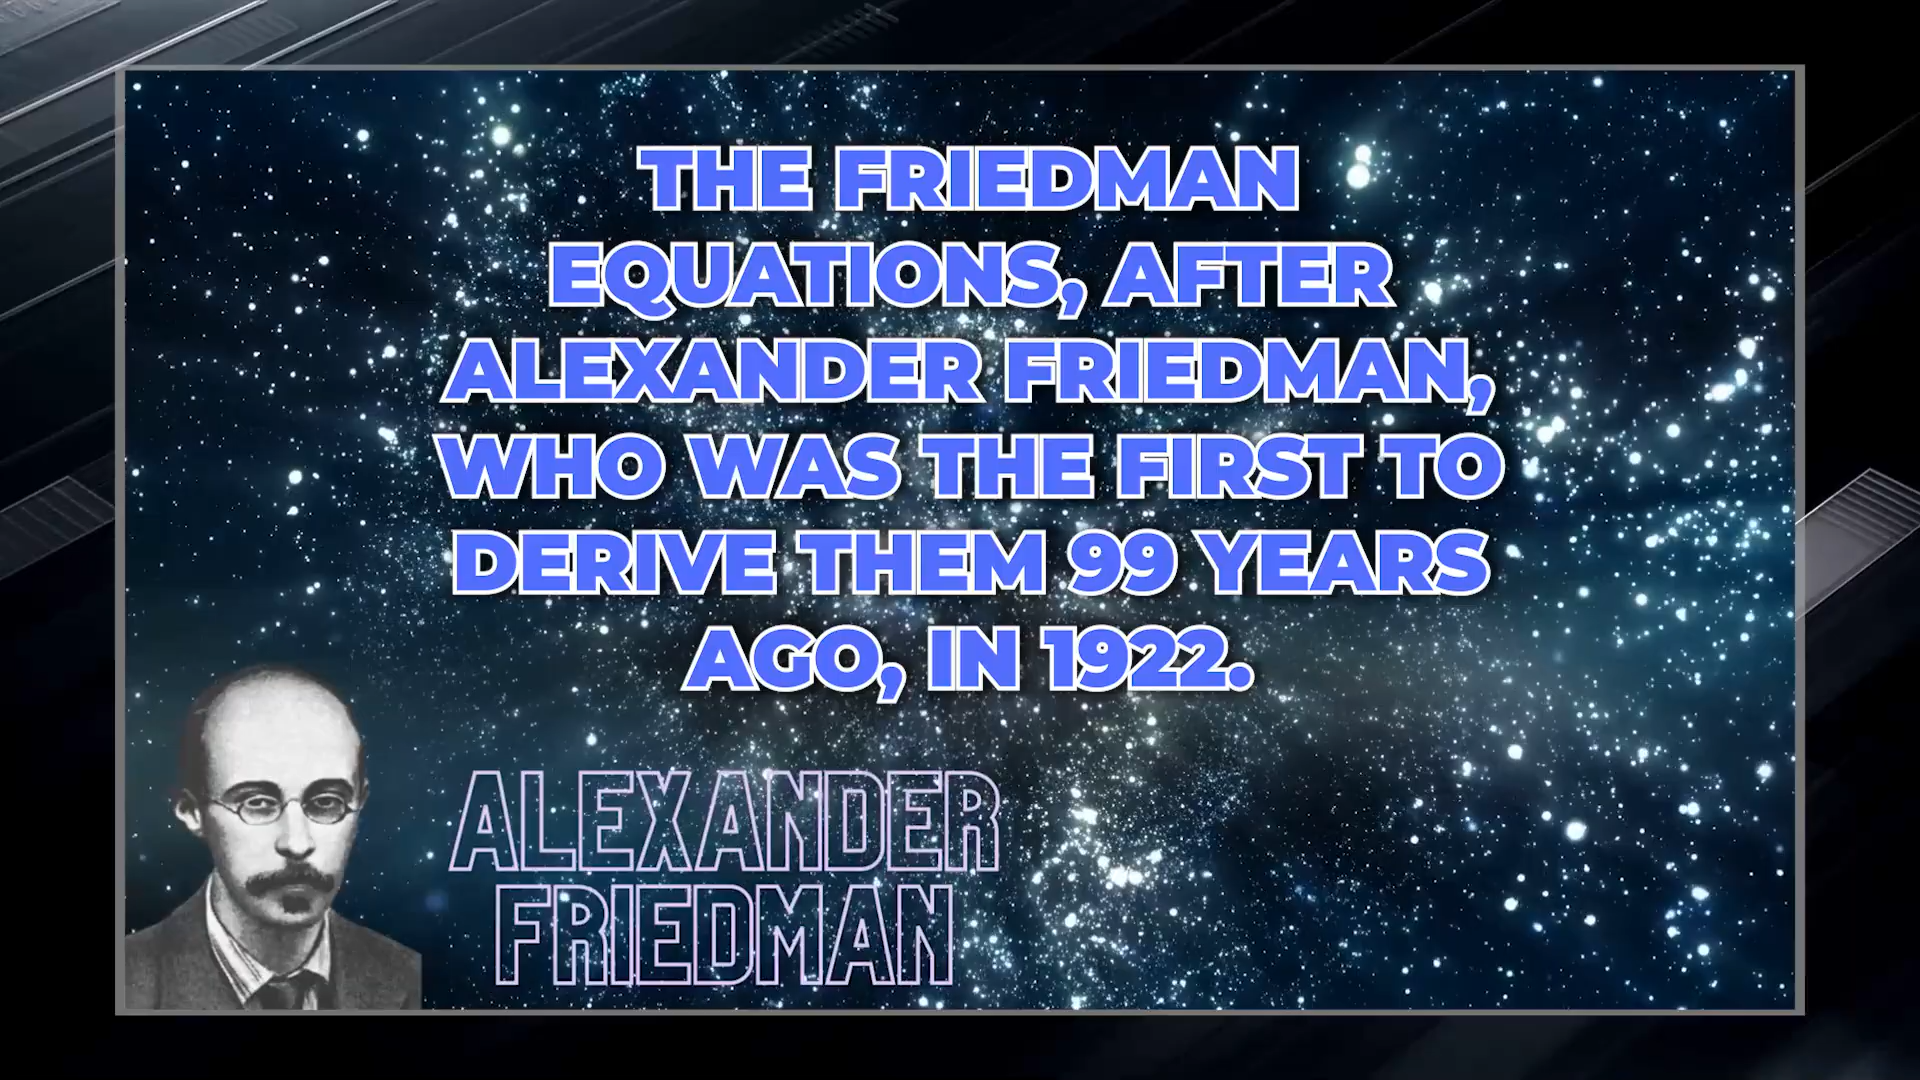 THE FRIEDMAN
EQUATIONS, AFTER
ALEXANDER FRIEDMAN,
WHO WAS THE FIRST TO
DERIVE THEM 99 YEARS
AGO, IN 1922.
ALEXANDER
FRIEDMAN